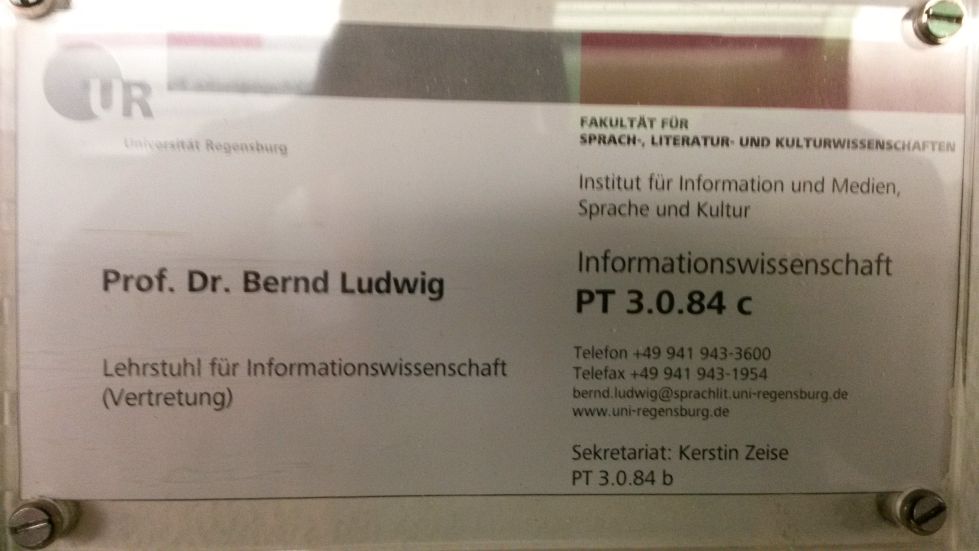 UR
Universität Regensburg
FAKULTÄT FÜR
SPRACH-, LITERATUR- UND KULTURWISSENSCHAFTEN
Institut für Information und Medien,
Sprache und Kultur
Prof. Dr. Bernd Ludwig
Lehrstuhl für Informationswissenschaft
(Vertretung)
Informationswissenschaft
PT 3.0.84 c
Telefon +49 941 943-3600
Telefax +49 941 943-1954
bernd.ludwig@sprachlit.uni-regensburg.de
www.uni-regensburg.de
Sekretariat: Kerstin Zeise
PT 3.0.84 b